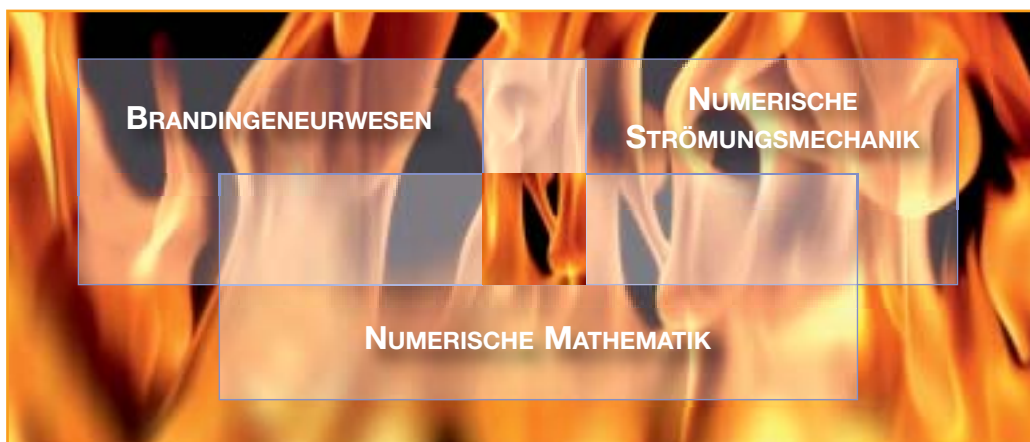 BRANDINGENEURWESEN
NUMERISCHE
STRÖMUNGSMECHANIK
NUMERISCHE MATHEMATIK